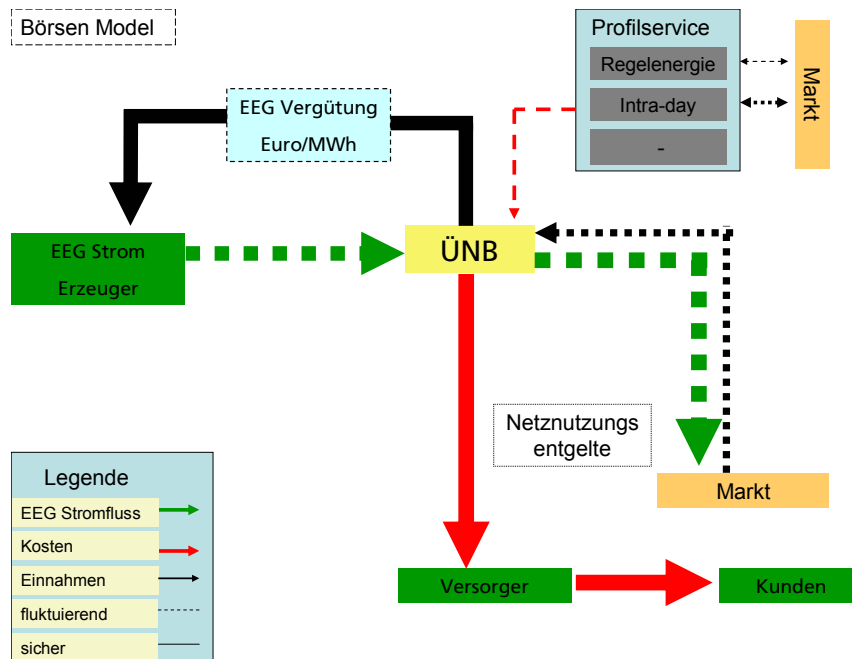 Börsen Model
Profilservice
Regelenergie
Intra-day
-
Markt
EEG Vergütung
Euro/MWh
EEG Strom
Erzeuger
ÜNB
Netznutzungs
entgelte
Markt
Legende
EEG Stromfluss
Kosten
Einnahmen
fluktuierend
sicher
Versorger
Kunden